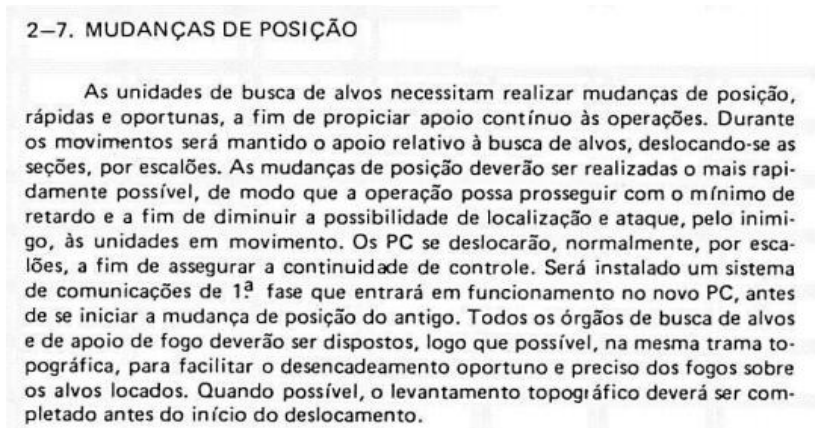 2–7. MUDANÇAS DE POSIÇÃO
As unidades de busca de alvos necessitam realizar mudanças de posição,
rápidas e oportunas, a fim de propiciar apoio contínuo às operações. Durante
os movimentos será mantido o apoio relativo à busca de alvos, deslocando-se as
seções, por escalões. As mudanças de posição deverão ser realizadas o mais rapi-
damente possível, de modo que a operação possa prosseguir com o mínimo de
retardo e a fim de diminuir a possibilidade de localização e ataque, pelo inimi-
go, às unidades em movimento. Os PC se deslocarão, normalmente, por esca-
lões, a fim de assegurar a continuidade de controle. Será instalado um sistema
de comunicações de 1ª fase que entrará em funcionamento no novo PC, antes
de se iniciar a mudança de posição do antigo. Todos os órgãos de busca de alvos
e de apoio de fogo deverão ser dispostos, logo que possível, na mesma trama to-
pográfica, para facilitar o desencadeamento oportuno e preciso dos fogos sobre
os alvos locados. Quando possível, o levantamento topográfico deverá ser com-
pletado antes do início do deslocamento.